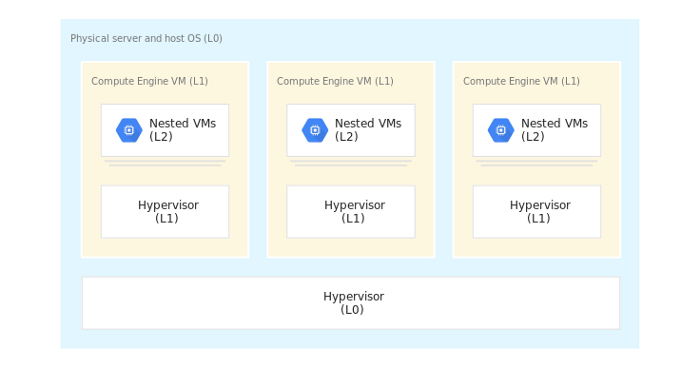 Physical server and host OS (L0)
Compute Engine VM (L1)
Nested VMs
(L2)
Hypervisor
(L1)
Compute Engine VM (L1)
Nested VMs
(L2)
Hypervisor
(L1)
Compute Engine VM (L1)
Nested VMs
(L2)
Hypervisor
(L1)
Hypervisor
(L0)